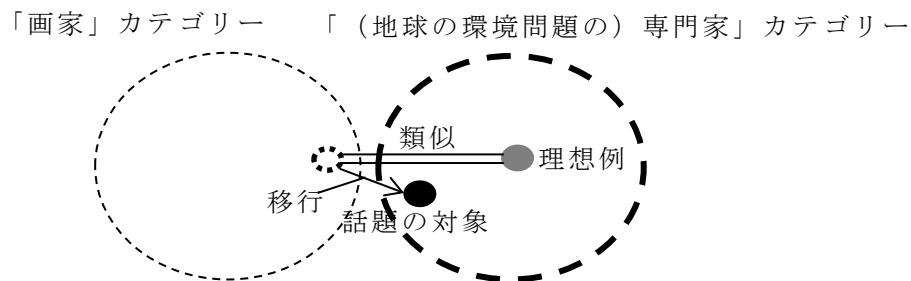 「画家」カテゴリー 「（地球の環境問題の）専門家」カテゴリー
類似
理想例
移行
話題の対象